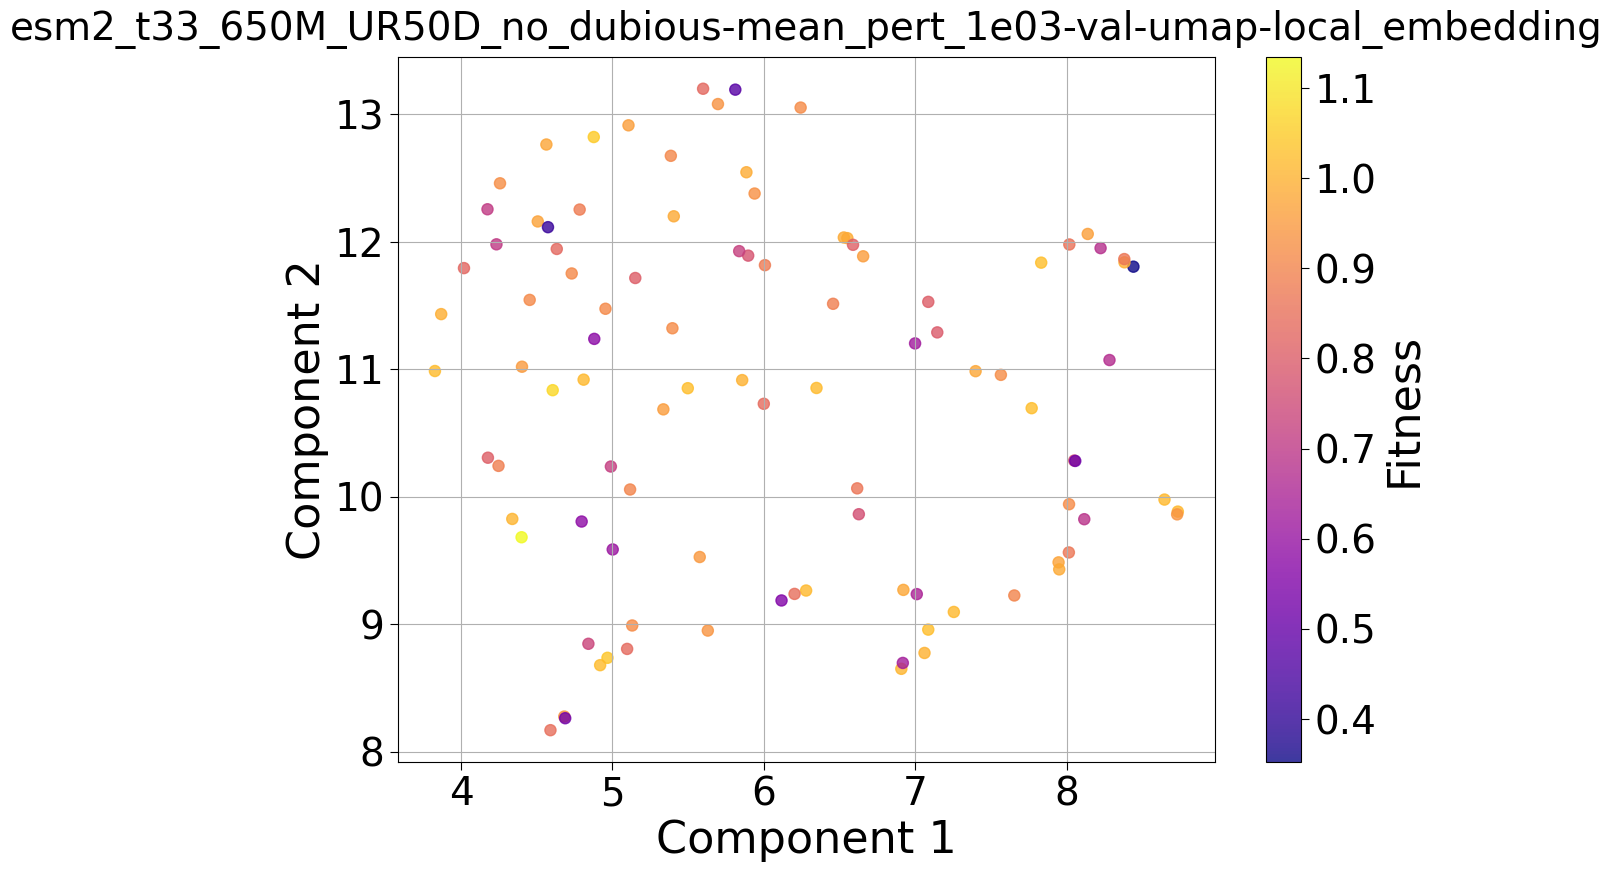 esm2_t33_650M_UR50D_no_dubious-mean_pert_1e03-val-umap-local_embedding
13
12
11
10
9
8
Component 2
4 5 6 7 8
Component 1
1.1
1.0
0.9
0.8
0.7
0.6
0.5
0.4
Fitness